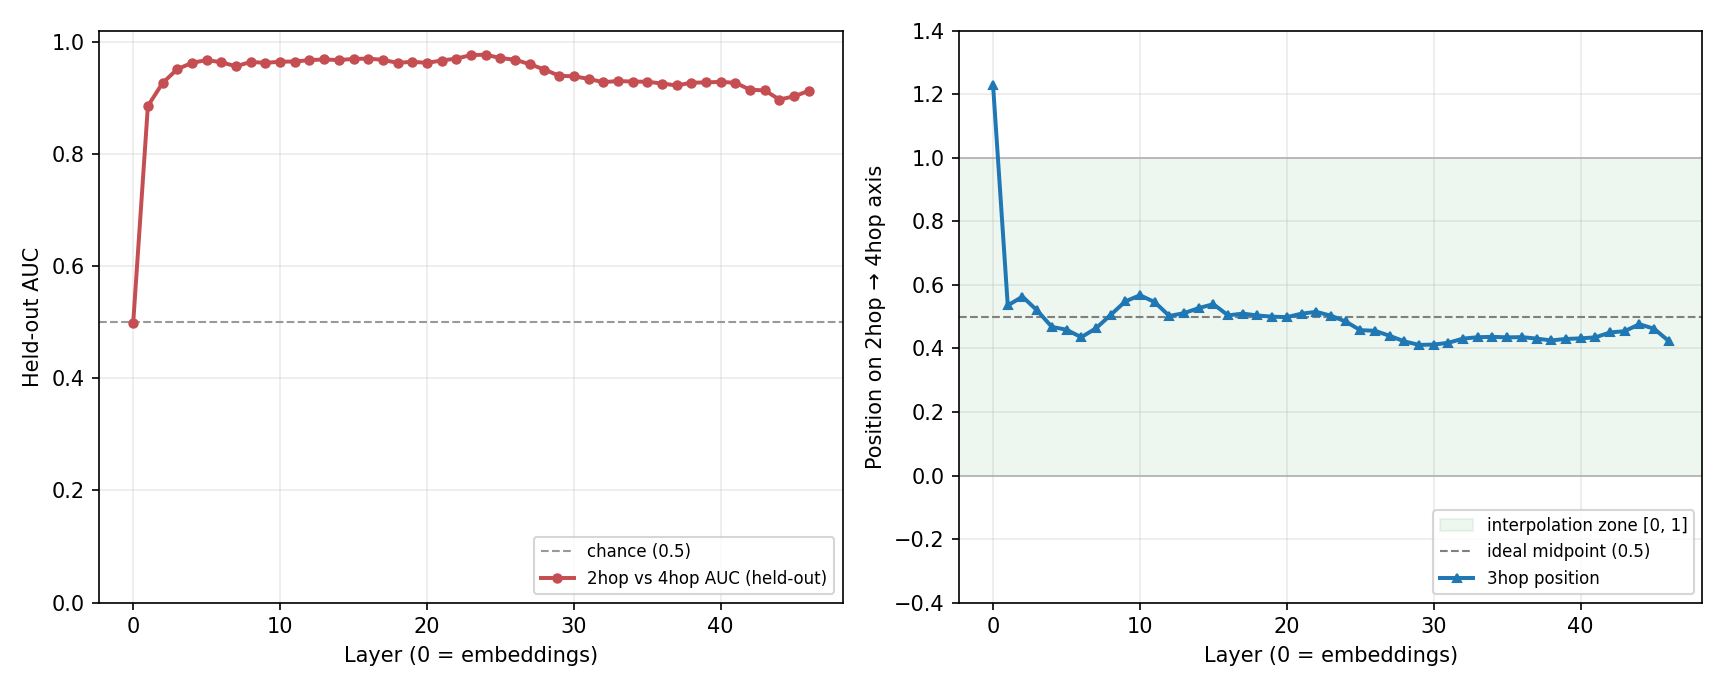 1.0
0.8
0.6
0.4
0.2
0.0
Held-out AUC
0
10
20
30
40
Layer (0 = embeddings)
chance (0.5)
2hop vs 4hop AUC (held-out)
1.4
1.2
1.0
0.8
0.6
0.4
0.2
0.0
−0.2
−0.4
Position on 2hop → 4hop axis
0
10
20
30
40
Layer (0 = embeddings)
interpolation zone [0, 1]
ideal midpoint (0.5)
3hop position